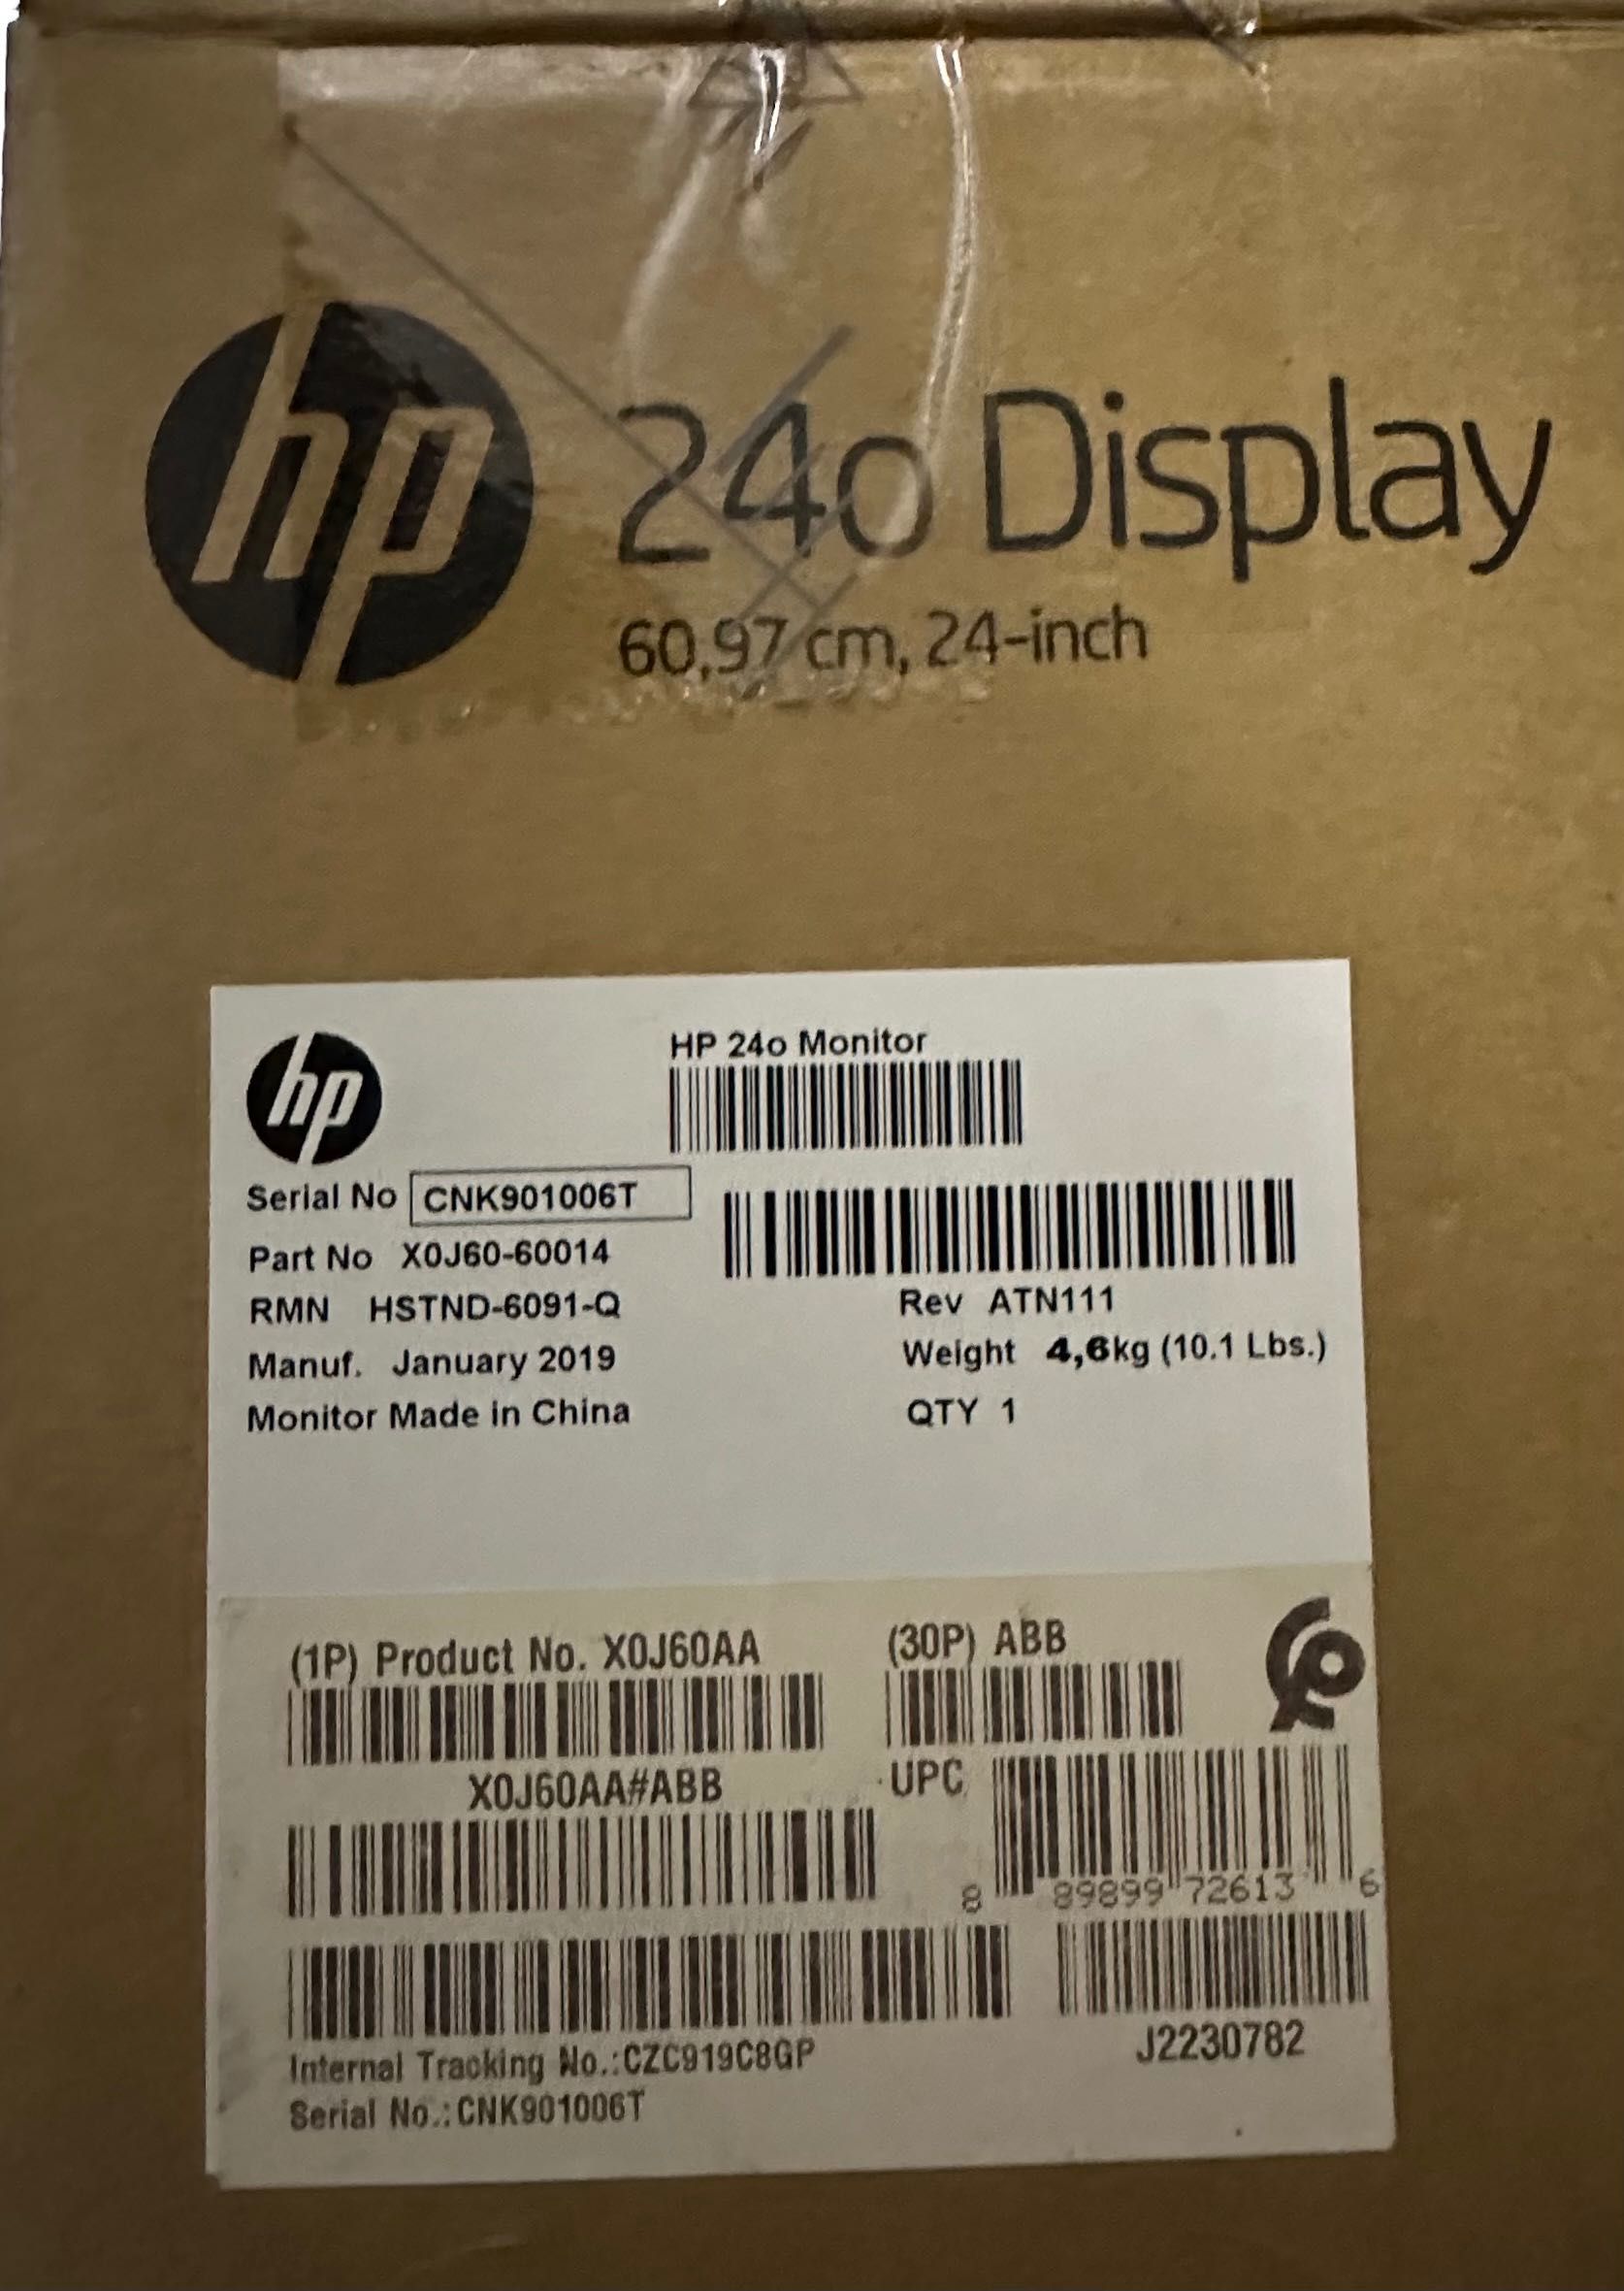 hp
24o Display
60,97 cm, 24-inch
hp
HP 24o Monitor
Serial No CNK901006T
Part No X0J60-60014
RMN HSTND-6091-Q
Rev ATN111
Manuf. January 2019
Weight 4,6kg (10.1 Lbs.)
Monitor Made in China
QTY 1
(1P) Product No. X0J60AA
(30P) ABB
X0J60AA#ABB
UPC
8 89899 72613 6
Internal Tracking No.:CZC919C8GP
J2230782
Serial No.:CNK901006T